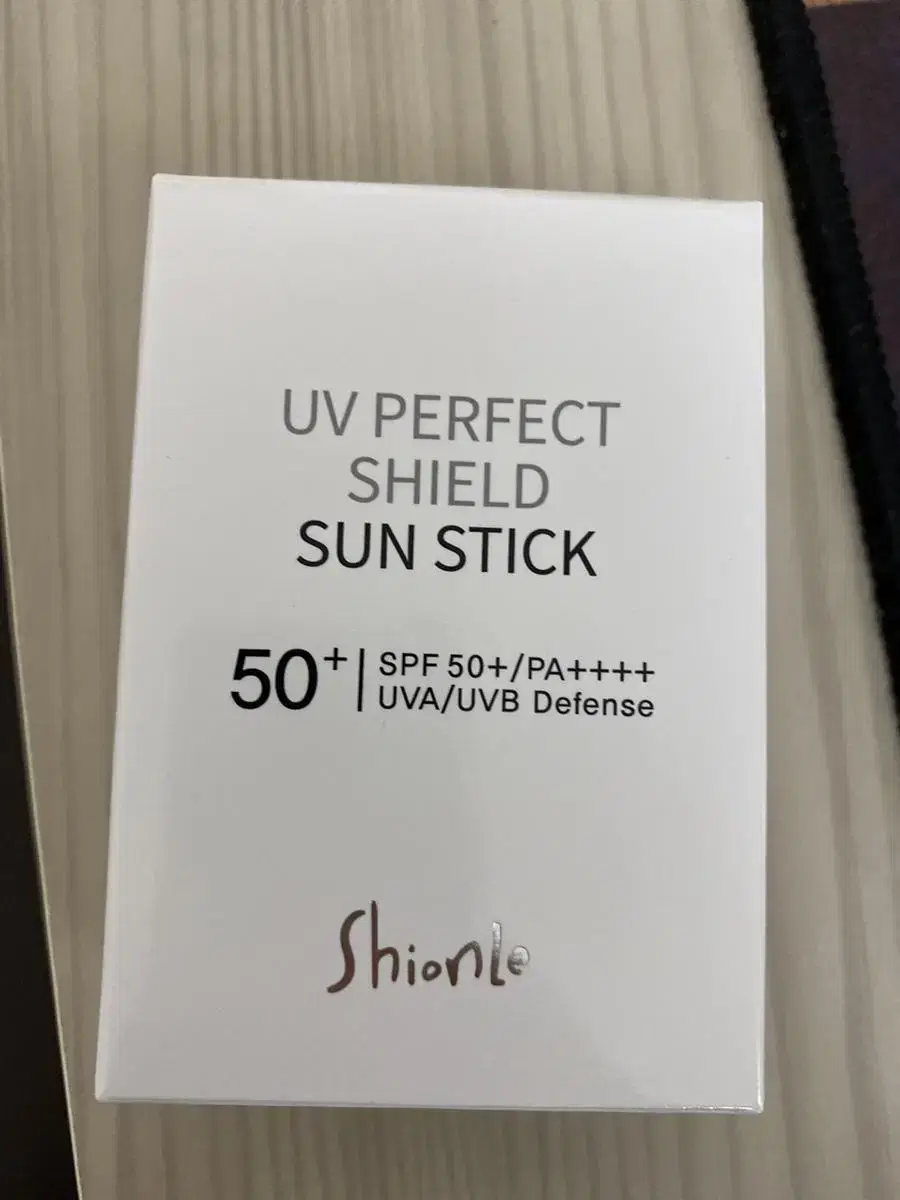 UV PERFECT
SHIELD
SUN STICK
50+
SPF 50+/PA++++
UVA/UVB Defense
Shionle